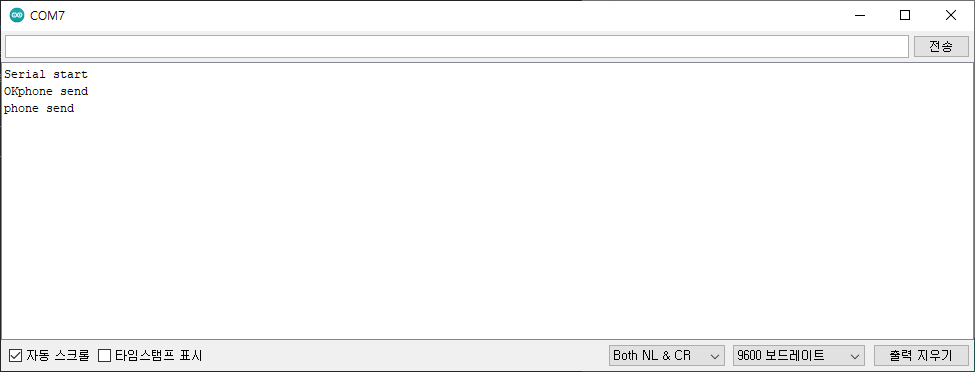 COM7
전송
Serial start
OKphone send
phone send
자동 스크롤 타임스탬프 표시 Both NL & CR 9600 보드레이트 출력 지우기